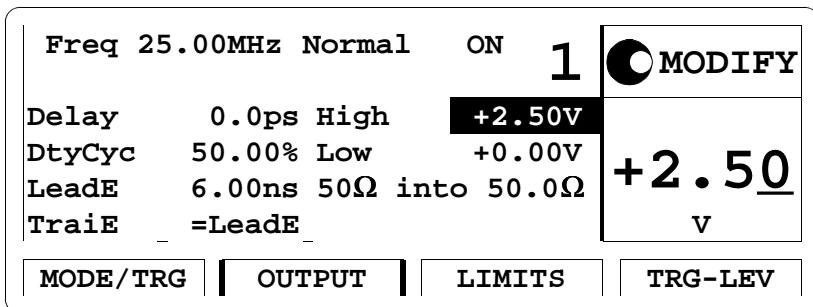 Freq 25.00MHz Normal ON 1 MODIFY
Delay 0.0ps High +2.50V
DtyCyc 50.00% Low +0.00V
LeadE 6.00ns 50Ω into 50.0Ω
TraiE =LeadE
+2.50
V
MODE/TRG OUTPUT LIMITS TRG-LEV